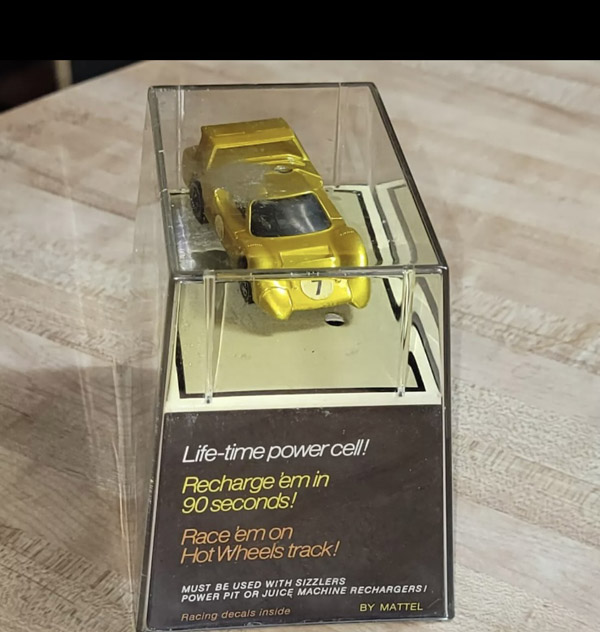 7
Life-time power cell!
Recharge 'em in
90 seconds!
Race 'em on
Hot Wheels track!
MUST BE USED WITH SIZZLERS
POWER PIT OR JUICE MACHINE RECHARGERS!
Racing decals inside
BY MATTEL